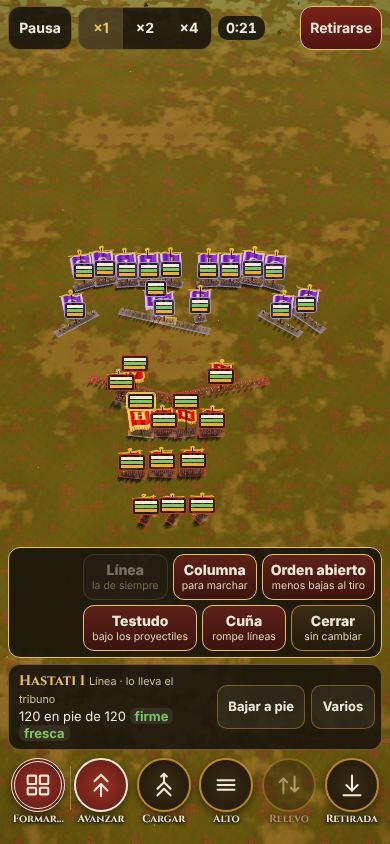 Pausa
×1
×2
×4
0:21
Retirarse
H
Línea
la de siempre
Columna
para marchar
Orden abierto
menos bajas al tiro
Testudo
bajo los proyectiles
Cuña
rompe líneas
Cerrar
sin cambiar
HASTATI I Línea · lo lleva el
tribuno
120 en pie de 120 firme
fresca
Bajar a pie
Varios
FORMAR...
AVANZAR
CARGAR
ALTO
RELEVO
RETIRADA